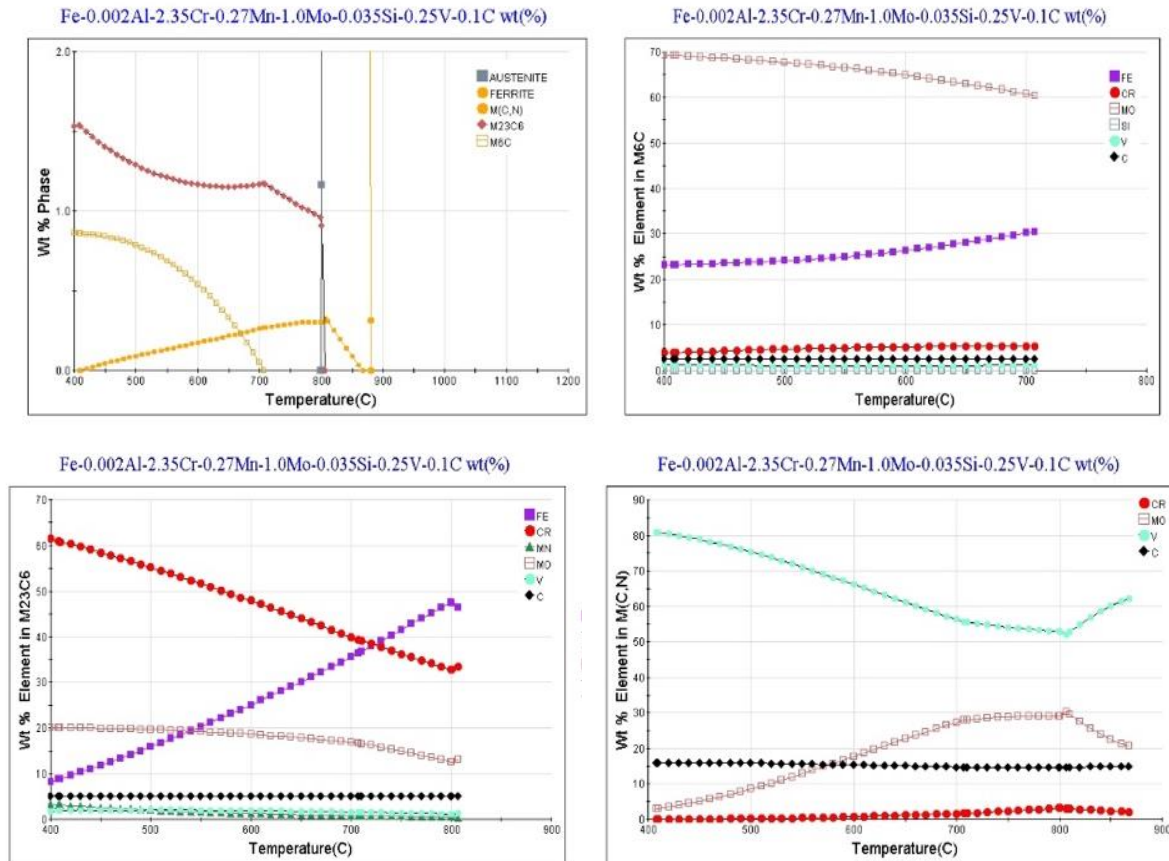 Fe-0.002Al-2.35Cr-0.27Mn-1.0Mo-0.035Si-0.25V-0.1C wt(%)
2.0
1.0
0.0
Wt % Phase
AUSTENITE
FERRITE
M(C,N)
M23C6
M6C
400 500 600 700 800 900 1000 1100 1200
Temperature(C)
Fe-0.002Al-2.35Cr-0.27Mn-1.0Mo-0.035Si-0.25V-0.1C wt(%)
70
60
50
40
30
20
10
0
Wt % Element in M6C
FE
CR
MO
SI
V
C
400 500 600 700 800
Temperature(C)
Fe-0.002Al-2.35Cr-0.27Mn-1.0Mo-0.035Si-0.25V-0.1C wt(%)
70
60
50
40
30
20
10
0
Wt % Element in M23C6
FE
CR
MN
MO
V
C
400 500 600 700 800 900
Temperature(C)
Fe-0.002Al-2.35Cr-0.27Mn-1.0Mo-0.035Si-0.25V-0.1C wt(%)
90
80
70
60
50
40
30
20
10
0
Wt % Element in M(C.N)
CR
MO
V
C
400 500 600 700 800 900
Temperature(C)